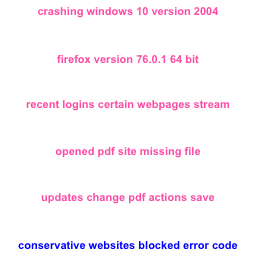 crashing windows 10 version 2004
firefox version 76.0.1 64 bit
recent logins certain webpages stream
opened pdf site missing file
updates change pdf actions save
conservative websites blocked error code